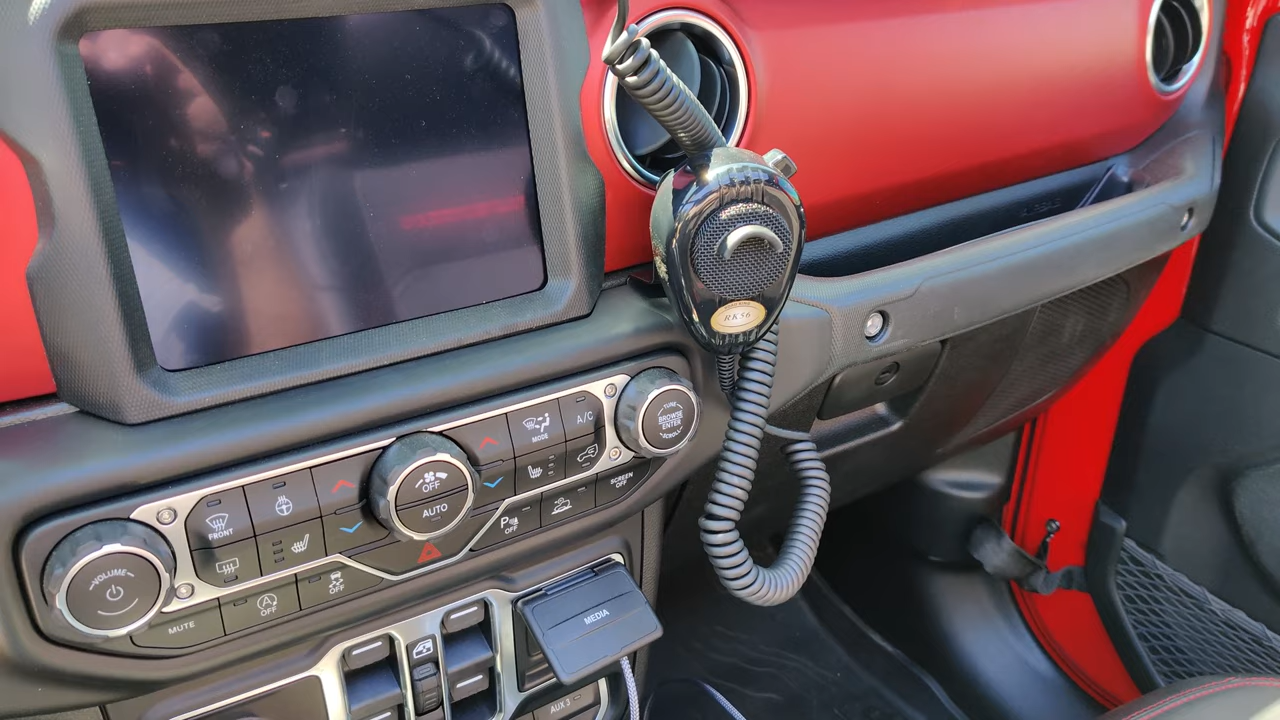 RK56
TUNE
BROWSE
ENTER
SCROLL
A/C
MODE
OFF
AUTO
SCREEN
OFF
P
OFF
FRONT
VOLUME
MUTE
A
OFF
OFF
MEDIA
AUX 3